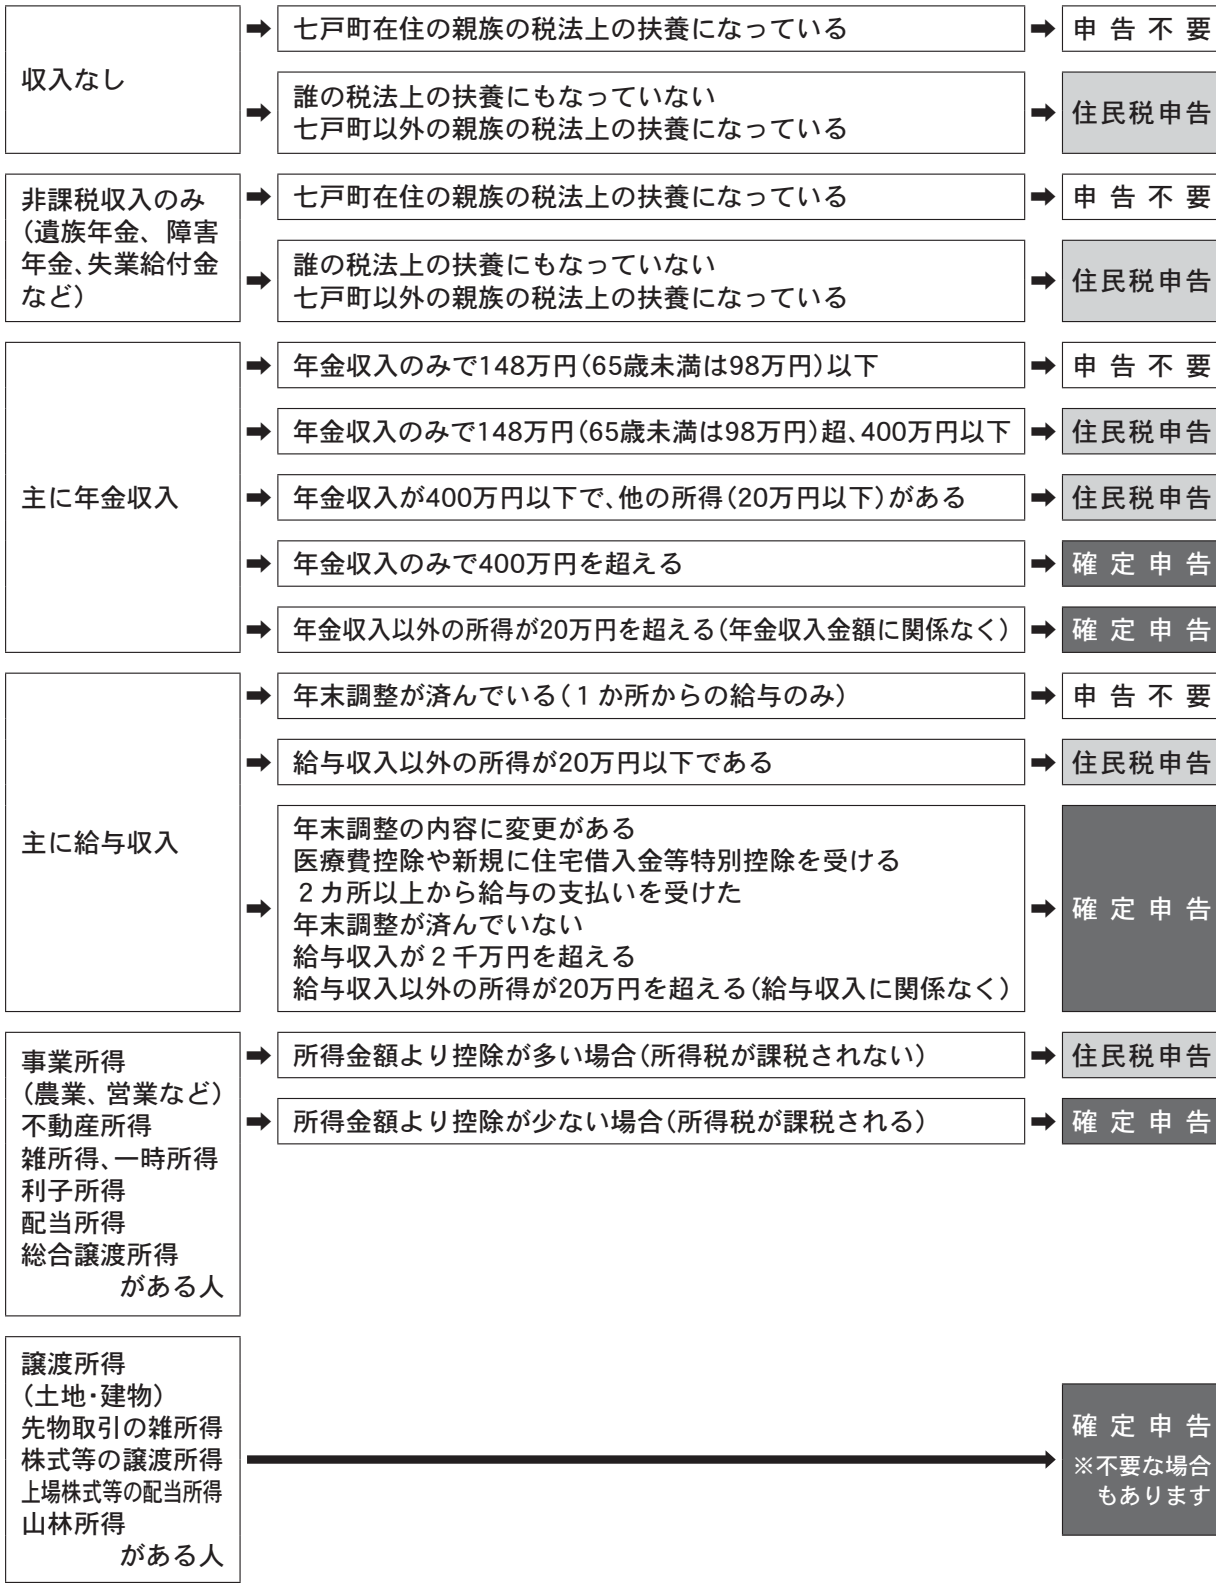 収入なし
七戸町在住の親族の税法上の扶養になっている
申告不要
誰の税法上の扶養にもなっていない
七戸町以外の親族の税法上の扶養になっている
住民税申告
非課税収入のみ
（遺族年金、障害
年金、失業給付金
など）
七戸町在住の親族の税法上の扶養になっている
申告不要
誰の税法上の扶養にもなっていない
七戸町以外の親族の税法上の扶養になっている
住民税申告
主に年金収入
年金収入のみで148万円（65歳未満は98万円）以下
申告不要
年金収入のみで148万円（65歳未満は98万円）超、400万円以下
住民税申告
年金収入が400万円以下で、他の所得（20万円以下）がある
住民税申告
年金収入のみで400万円を超える
確定申告
年金収入以外の所得が20万円を超える（年金収入金額に関係なく）
確定申告
主に給与収入
年末調整が済んでいる（１か所からの給与のみ）
申告不要
給与収入以外の所得が20万円以下である
住民税申告
年末調整の内容に変更がある
医療費控除や新規に住宅借入金等特別控除を受ける
２カ所以上から給与の支払いを受けた
年末調整が済んでいない
給与収入が２千万円を超える
給与収入以外の所得が20万円を超える（給与収入に関係なく）
確定申告
事業所得
（農業、営業など）
不動産所得
雑所得、一時所得
利子所得
配当所得
総合譲渡所得
がある人
所得金額より控除が多い場合（所得税が課税されない）
住民税申告
所得金額より控除が少ない場合（所得税が課税される）
確定申告
譲渡所得
（土地・建物）
先物取引の雑所得
株式等の譲渡所得
上場株式等の配当所得
山林所得
がある人
確定申告
※不要な場合
もあります